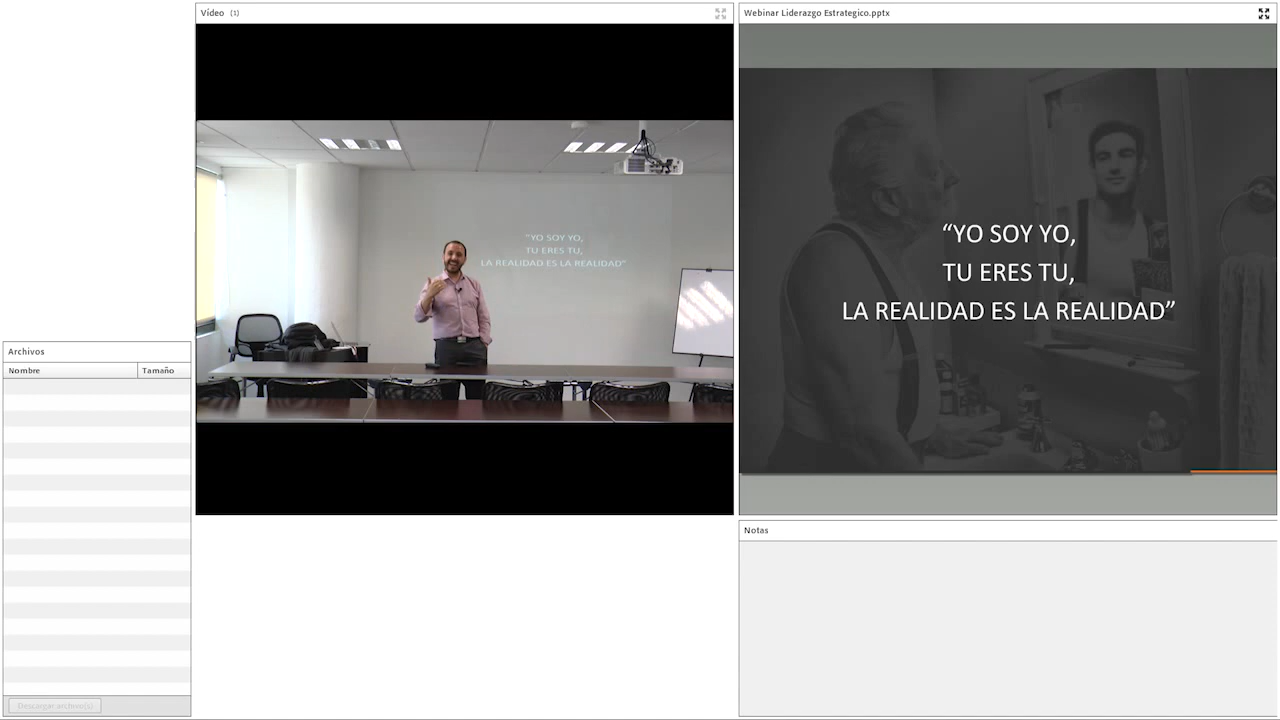 Vídeo (1)
Webinar Liderazgo Estrategico.pptx
"YO SOY YO,
TU ERES TU,
LA REALIDAD ES LA REALIDAD"
“YO SOY YO,
TU ERES TU,
LA REALIDAD ES LA REALIDAD”
Archivos
Nombre Tamaño
Descargar archivo(s)
Notas